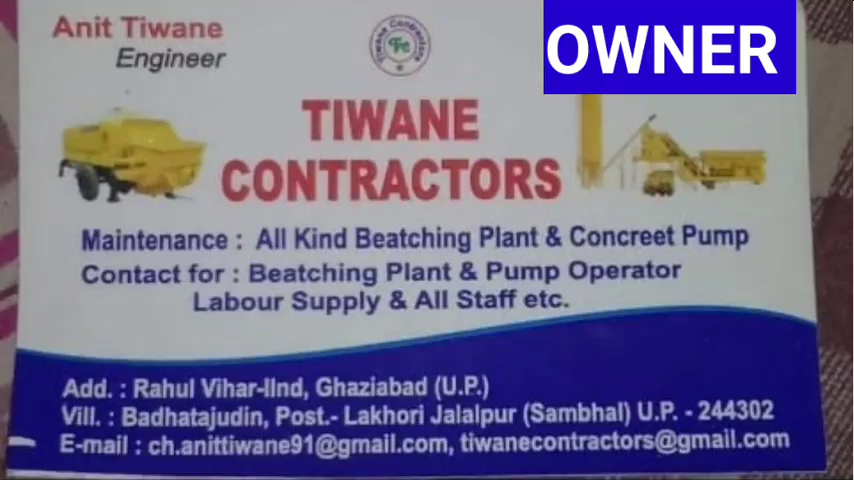 Anit Tiwane
Engineer
Tiwane Contractors
OWNER
TIWANE
CONTRACTORS
Maintenance : All Kind Beatching Plant & Concreet Pump
Contact for : Beatching Plant & Pump Operator
Labour Supply & All Staff etc.
Add. : Rahul Vihar-IInd, Ghaziabad (U.P.)
Vill. : Badhatajudin, Post.- Lakhori Jalalpur (Sambhal) U.P. - 244302
E-mail : ch.anittiwane91@gmail.com, tiwanecontractors@gmail.com